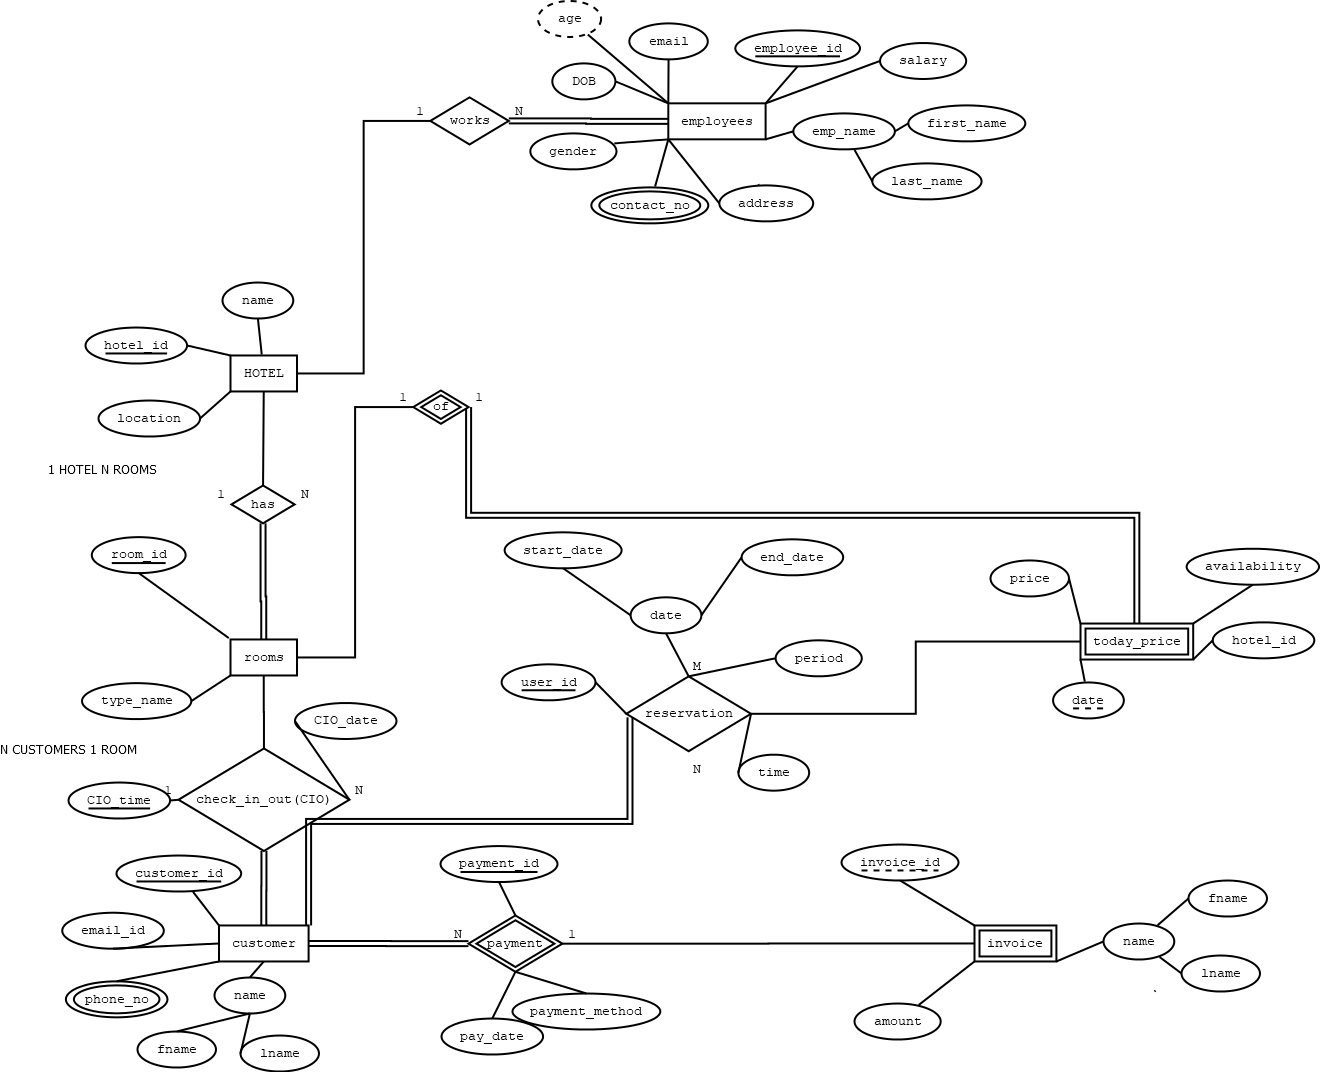 age
email
employee_id
salary
DOB
1
works
N
employees
emp_name
first_name
gender
last_name
contact_no
address
name
hotel_id
HOTEL
location
1
of
1
1 HOTEL N ROOMS
1
has
N
room_id
start_date
end_date
price
availability
date
rooms
M
period
today_price
hotel_id
type_name
user_id
reservation
date
CIO_date
N CUSTOMERS 1 ROOM
N
time
CIO_time
1
check_in_out(CIO)
N
customer_id
payment_id
invoice_id
email_id
customer
N
payment
1
invoice
name
fname
lname
phone_no
name
payment_method
amount
pay_date
fname
lname